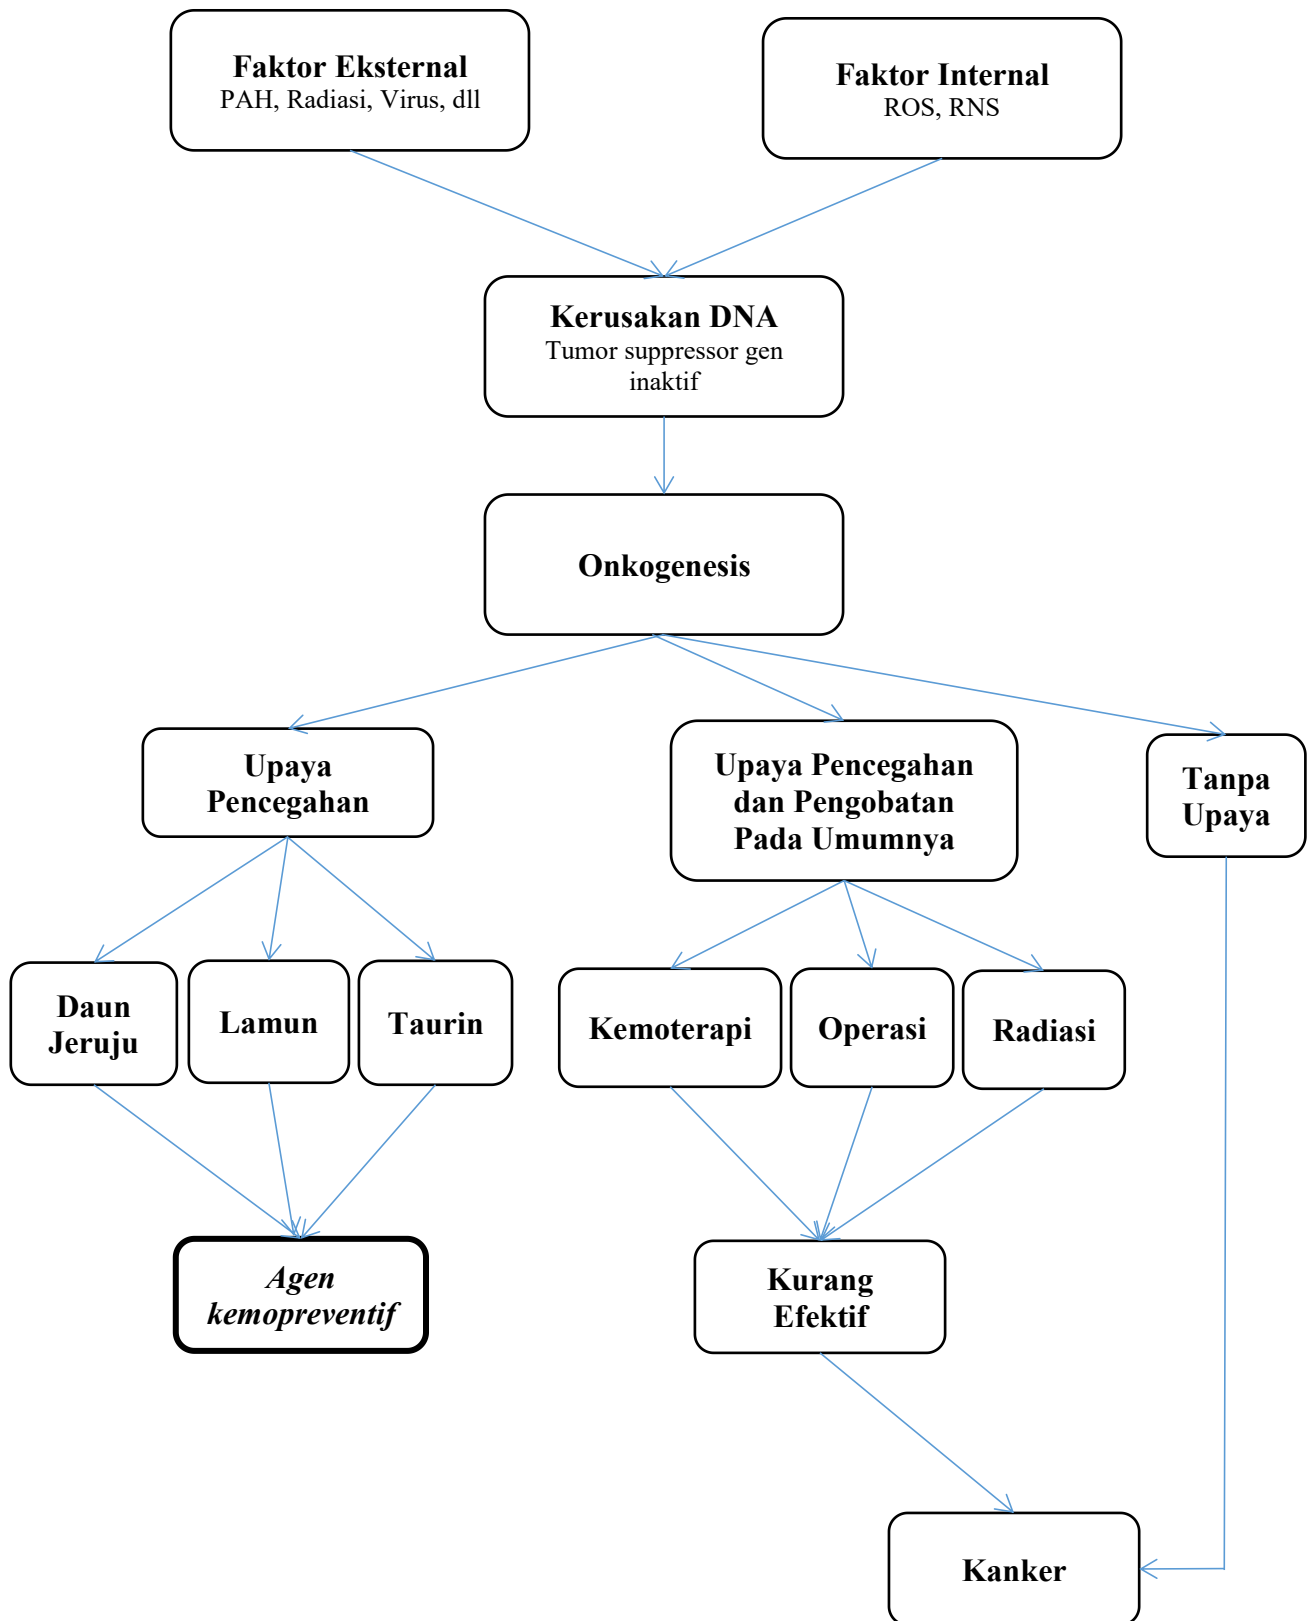 Faktor Eksternal
PAH, Radiasi, Virus, dll
Faktor Internal
ROS, RNS
Kerusakan DNA
Tumor suppressor gen
inaktif
Onkogenesis
Upaya
Pencegahan
Upaya Pencegahan
dan Pengobatan
Pada Umumnya
Tanpa
Upaya
Daun
Jeruju
Lamun
Taurin
Kemoterapi
Operasi
Radiasi
Agen
kemopreventif
Kurang
Efektif
Kanker